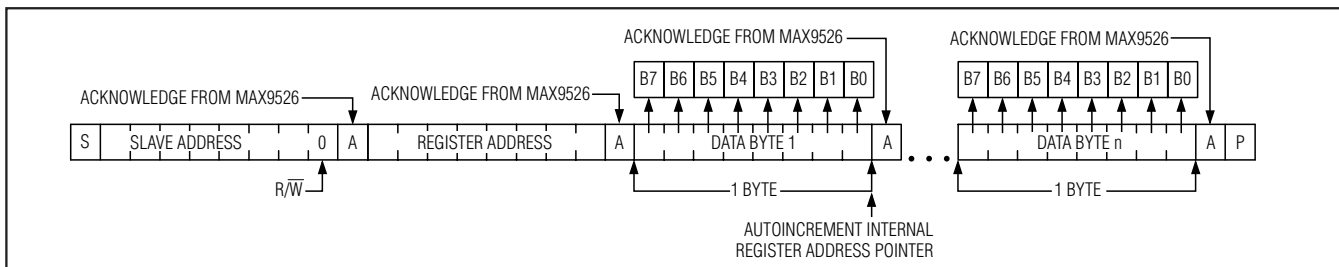 ACKNOWLEDGE FROM MAX9526
ACKNOWLEDGE FROM MAX9526
B7 B6 B5 B4 B3 B2 B1 B0
B7 B6 B5 B4 B3 B2 B1 B0
ACKNOWLEDGE FROM MAX9526
ACKNOWLEDGE FROM MAX9526
S SLAVE ADDRESS 0 A REGISTER ADDRESS A DATA BYTE 1 A • • • DATA BYTE n A P
R/W̅
1 BYTE
1 BYTE
AUTOINCREMENT INTERNAL
REGISTER ADDRESS POINTER